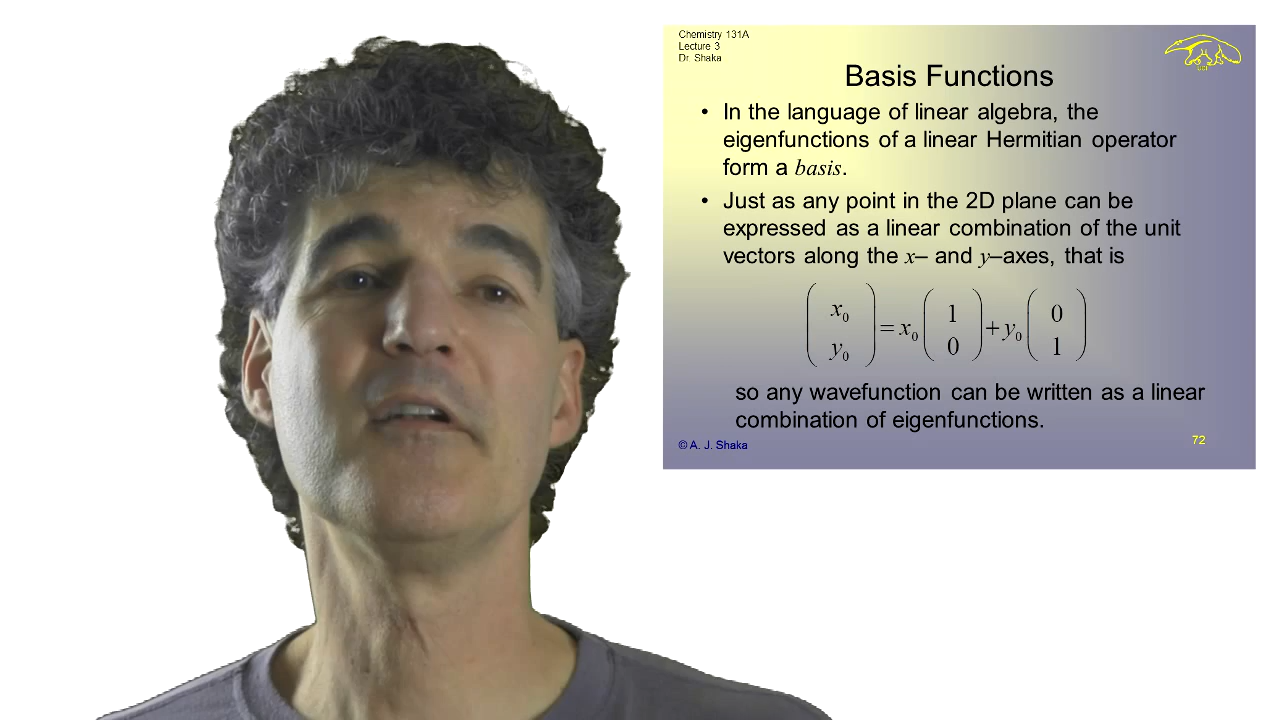 Chemistry 131A
Lecture 3
Dr. Shaka
UCI
Basis Functions
• In the language of linear algebra, the
eigenfunctions of a linear Hermitian operator
form a basis.
• Just as any point in the 2D plane can be
expressed as a linear combination of the unit
vectors along the x– and y–axes, that is
( x₀ y₀ ) = x₀ ( 1 0 ) + y₀ ( 0 1 )
so any wavefunction can be written as a linear
combination of eigenfunctions.
© A. J. Shaka
72